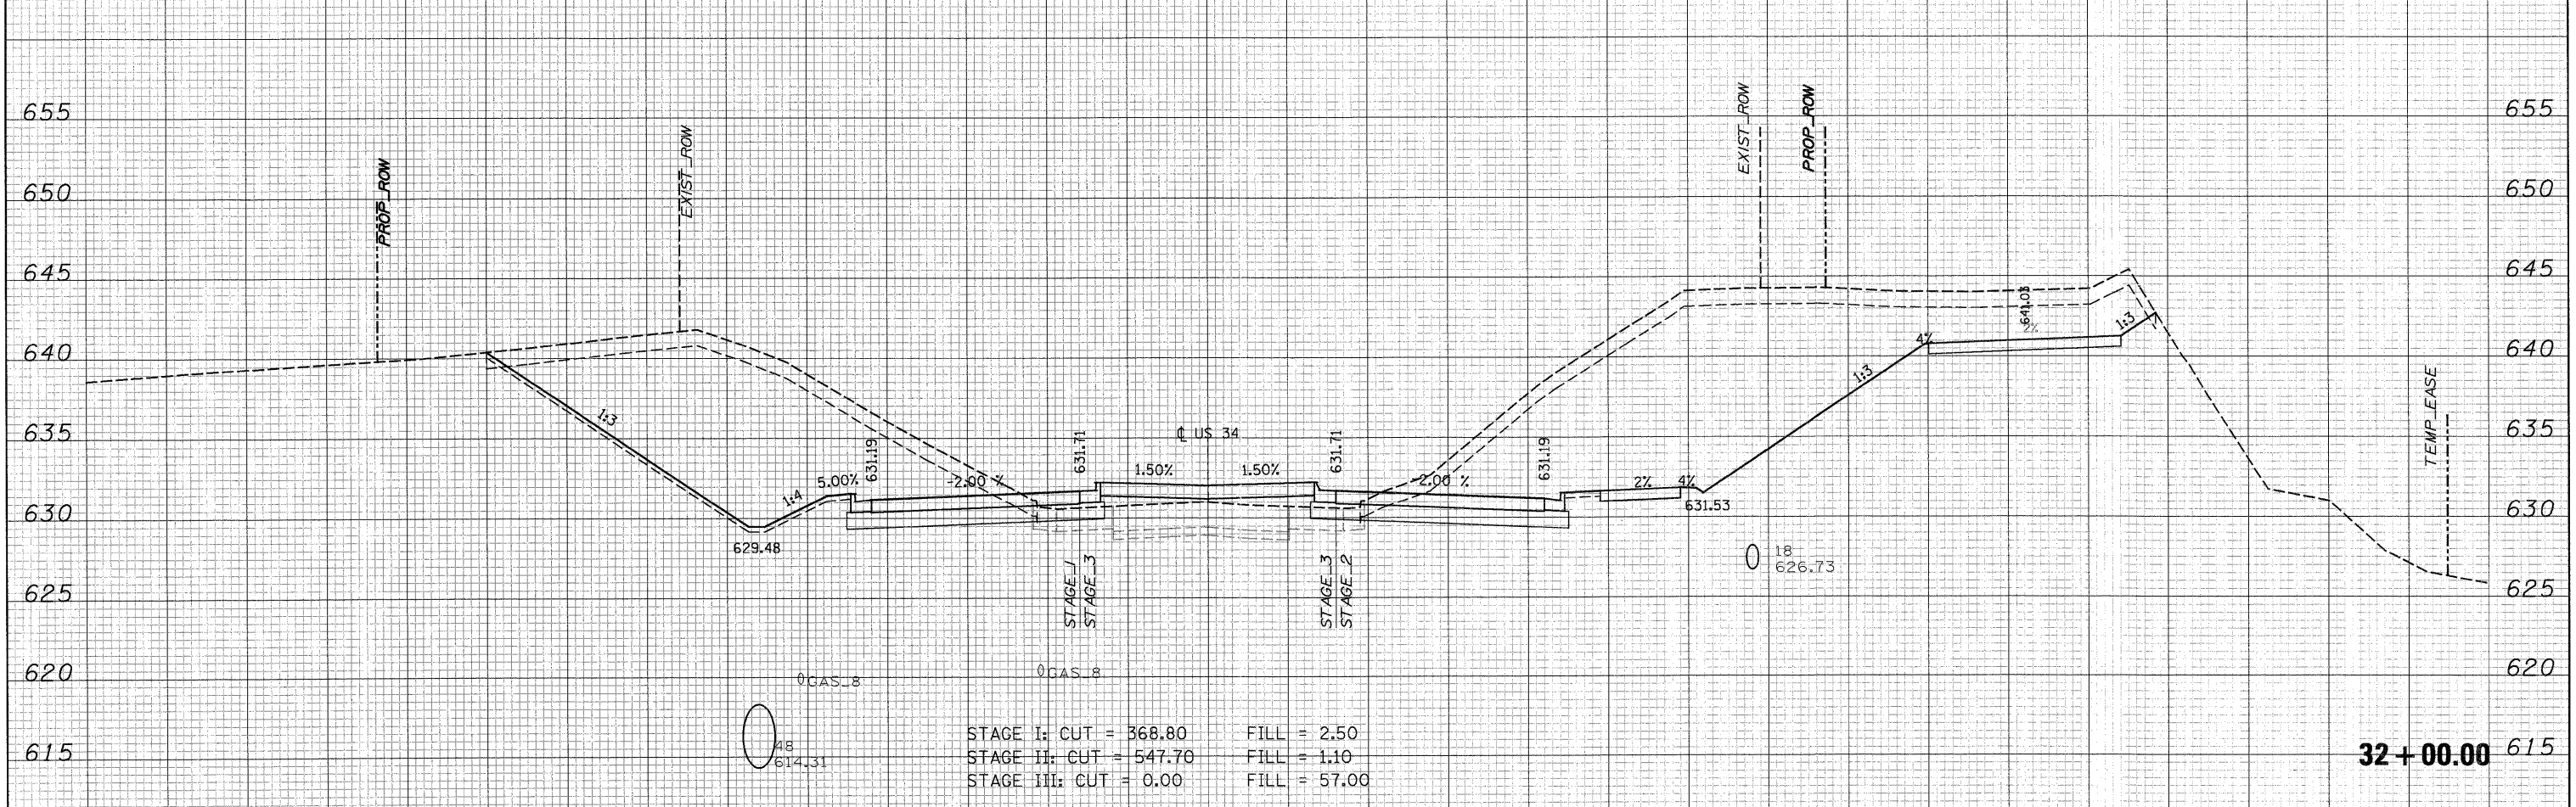 655 655
650 650
645 645
640 640
635 635
630 630
625 625
620 620
615 615
PROP_ROW
EXIST_ROW
EXIST_ROW
PROP_ROW
TEMP_EASE
℄ US 34
1:3
1:4
5.00%
631.19
-2.00 %
631.71
1.50%
1.50%
631.71
-2.00 %
631.19
2%
4%
631.53
1:3
4%
641.03
2%
1:3
629.48
STAGE_1
STAGE_3
STAGE_3
STAGE_2
18
626.73
GAS_8
GAS_8
48
614.31
STAGE I: CUT = 368.80 FILL = 2.50
STAGE II: CUT = 547.70 FILL = 1.10
STAGE III: CUT = 0.00 FILL = 57.00
32 + 00.00